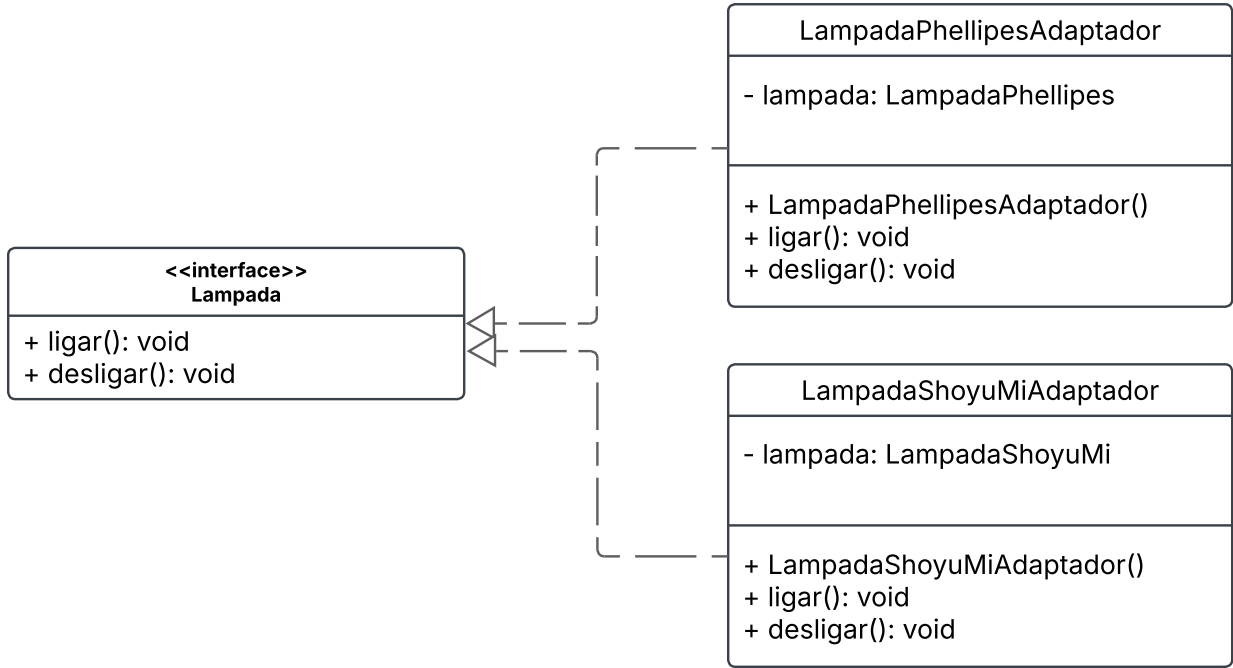 <<interface>>
Lampada
+ ligar(): void
+ desligar(): void
LampadaPhellipesAdaptador
- lampada: LampadaPhellipes
+ LampadaPhellipesAdaptador()
+ ligar(): void
+ desligar(): void
LampadaShoyuMiAdaptador
- lampada: LampadaShoyuMi
+ LampadaShoyuMiAdaptador()
+ ligar(): void
+ desligar(): void